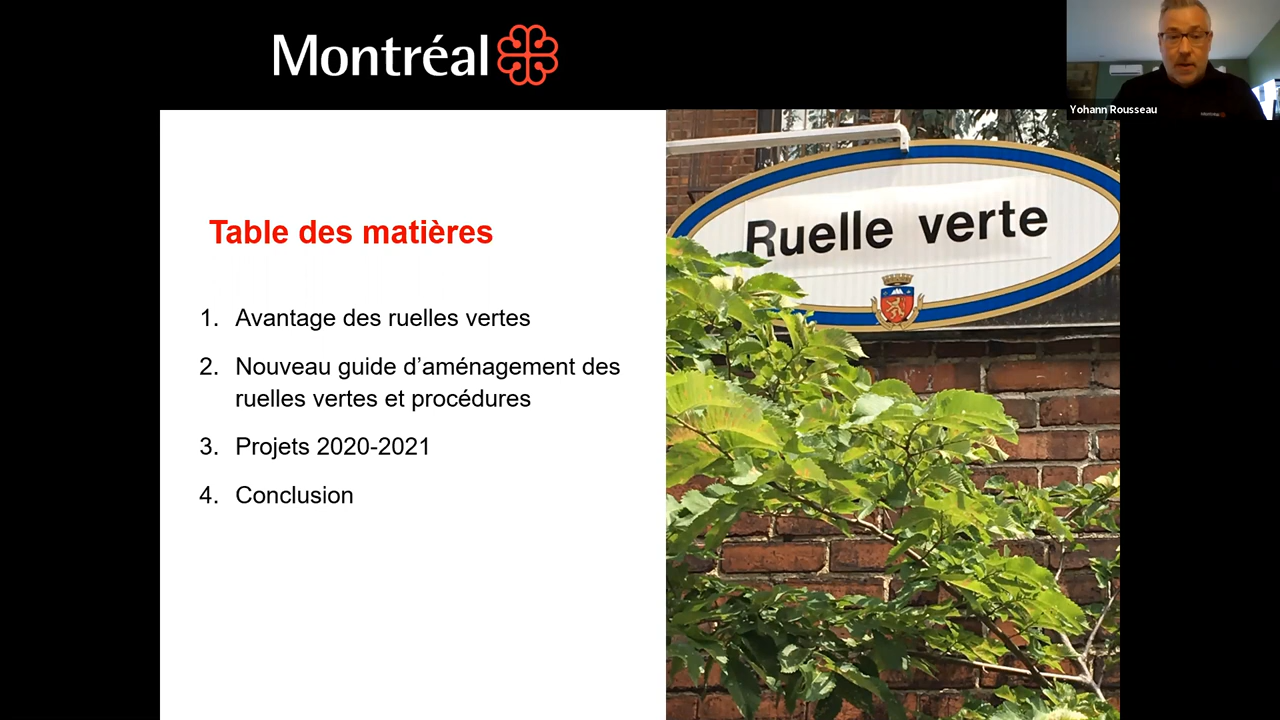 Montréal
Yohann Rousseau
Montréal
Table des matières
1. Avantage des ruelles vertes
2. Nouveau guide d’aménagement des
ruelles vertes et procédures
3. Projets 2020-2021
4. Conclusion
Ruelle verte